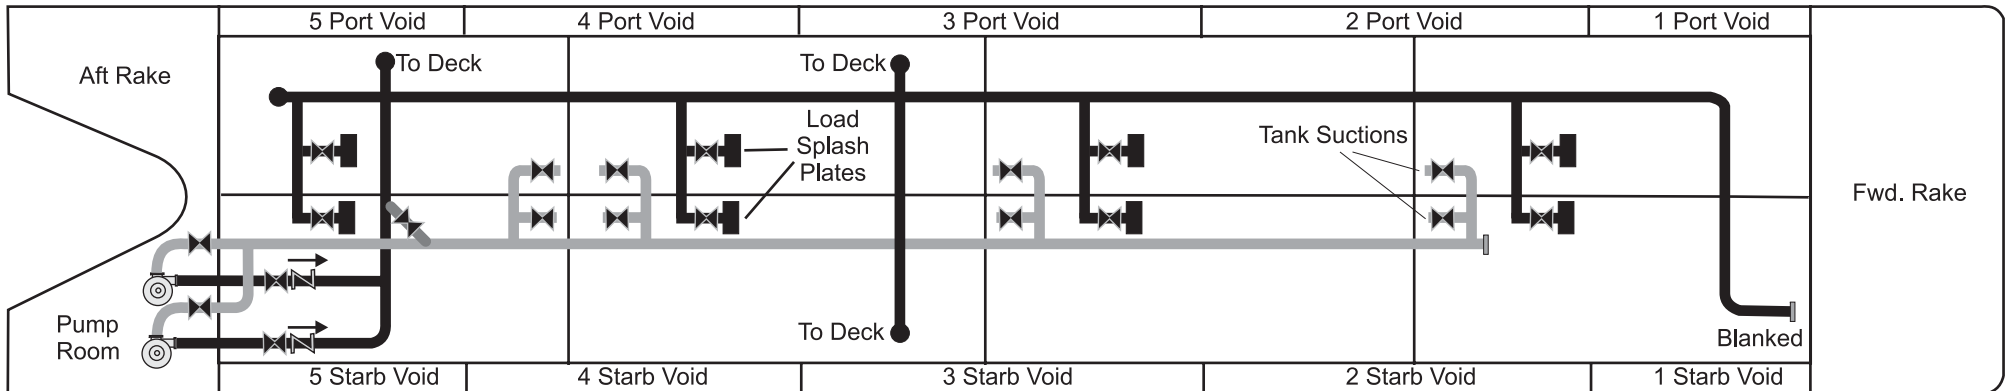 5 Port Void
4 Port Void
3 Port Void
2 Port Void
1 Port Void
Aft Rake
To Deck
To Deck
Load
Splash
Plates
Tank Suctions
Fwd. Rake
Pump
Room
To Deck
Blanked
5 Starb Void
4 Starb Void
3 Starb Void
2 Starb Void
1 Starb Void